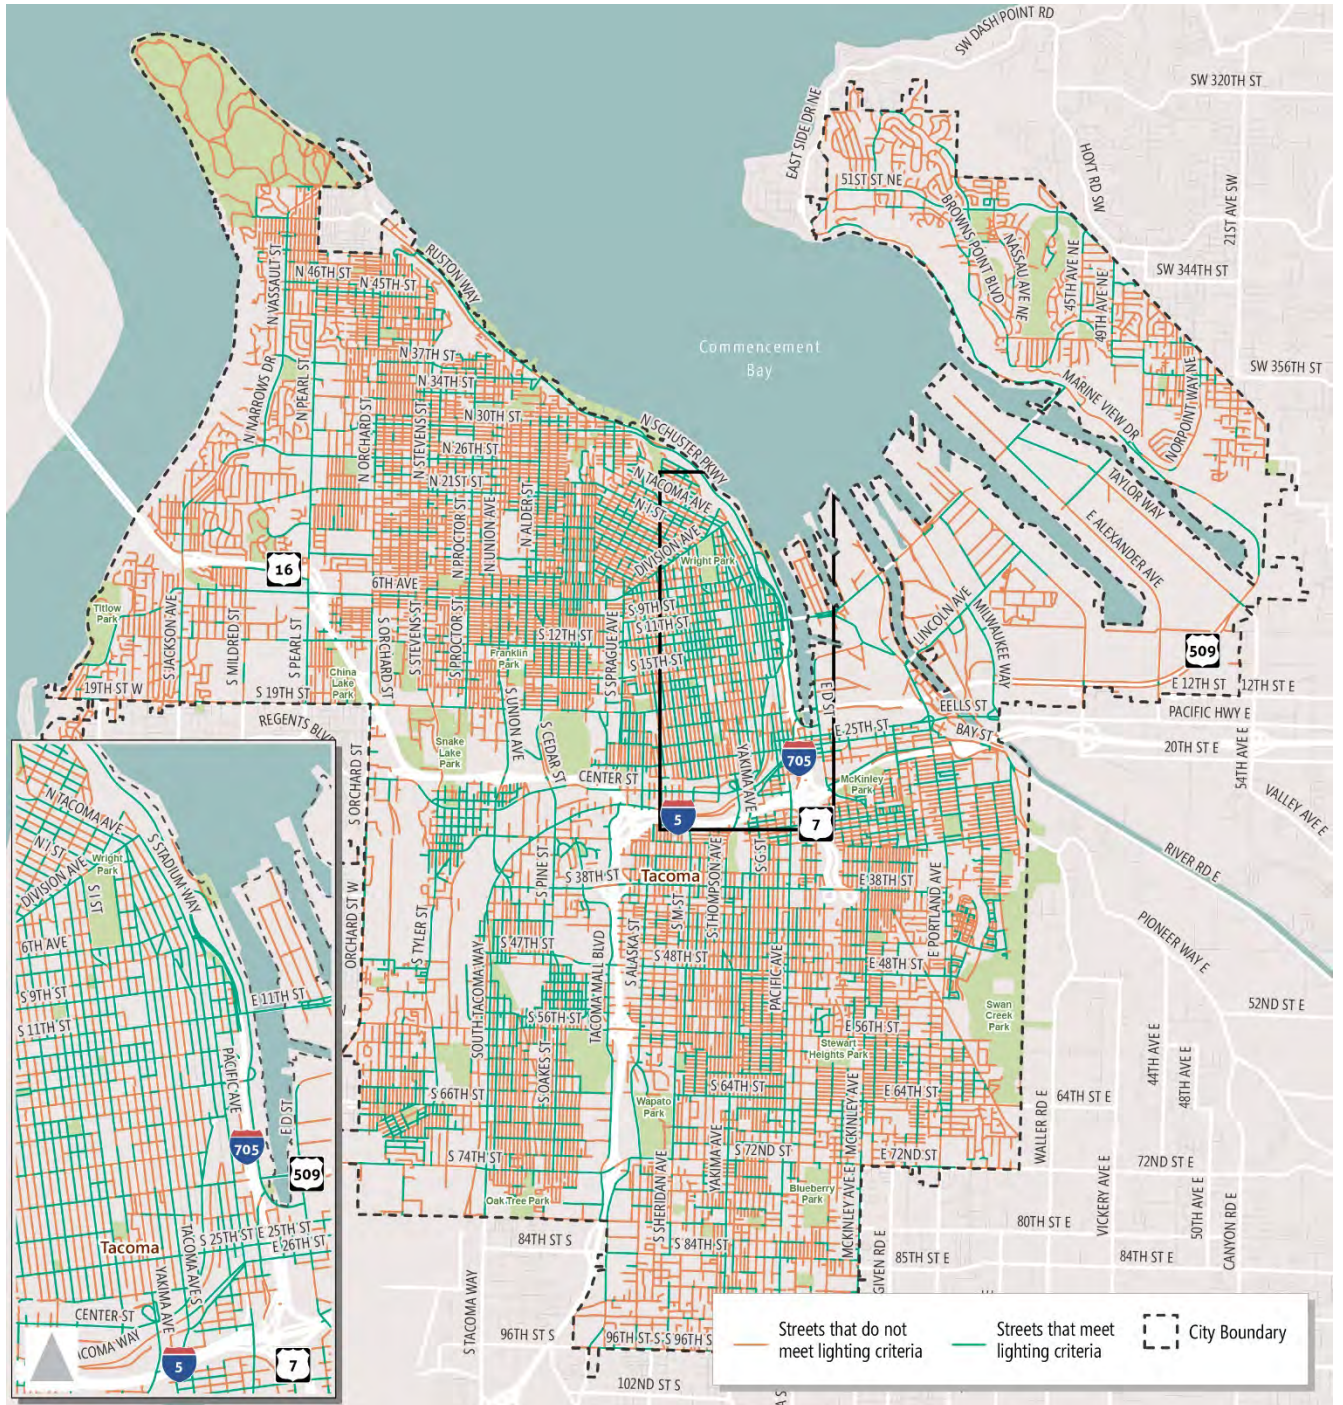 SW DASH POINT RD
SW 320TH ST
EAST SIDE DR NE
HOYT RD SW
21ST AVE SW
51ST ST NE
BROWNS POINT BLVD
NASSAU AVE NE
45TH AVE NE
49TH AVE NE
SW 344TH ST
SW 356TH ST
RUSTON WAY
N VASSAULT ST
N 46TH ST
N 45TH ST
Commencement
Bay
N 37TH ST
N 34TH ST
N 30TH ST
N 26TH ST
N 21ST ST
N NARROWS DR
N PEARL ST
N ORCHARD ST
N STEVENS ST
N PROCTOR ST
N UNION AVE
N ALDER ST
N SCHUSTER PKWY
N TACOMA AVE
N I ST
DIVISION AVE
Wright Park
MARINE VIEW DR
NORPOINT WAY NE
TAYLOR WAY
E ALEXANDER AVE
LINCOLN AVE
MILWAUKEE WAY
16
6TH AVE
Titlow
Park
S JACKSON AVE
S MILDRED ST
S PEARL ST
S ORCHARD ST
S STEVENS ST
S PROCTOR ST
S 9TH ST
S 11TH ST
S 12TH ST
S 15TH ST
S SPRAGUE AVE
Franklin
Park
China
Lake
Park
19TH ST W
S 19TH ST
REGENTS BLVD
S UNION AVE
S CEDAR ST
Snake
Lake
Park
CENTER ST
YAKIMA AVE
E D ST
E 25TH ST
705
509
E 12TH ST
12TH ST E
EELLS ST
BAY ST
PACIFIC HWY E
20TH ST E
54TH AVE E
VALLEY AVE E
RIVER RD E
PIONEER WAY E
McKinley
Park
5
7
S ORCHARD ST
ORCHARD ST W
S PINE ST
S 38TH ST
Tacoma
S M ST
S THOMPSON AVE
S G ST
E 38TH ST
E PORTLAND AVE
S TYLER ST
S 47TH ST
SOUTH TACOMA WAY
TACOMA MALL BLVD
S ALASKA ST
S 48TH ST
PACIFIC AVE
E 48TH ST
Swan
Creek
Park
52ND ST E
S 56TH ST
E 56TH ST
Stewart
Heights Park
S OAKES ST
S 66TH ST
S 64TH ST
E 64TH ST
MCKINLEY AVE
Wapato
Park
44TH AVE E
48TH AVE E
64TH ST E
WALLER RD E
S 74TH ST
S 72ND ST
E 72ND ST
72ND ST E
YAKIMA AVE
S SHERIDAN AVE
Oak Tree Park
Blueberry
Park
MCKINLEY AVE E
VICKERY AVE E
50TH AVE E
CANYON RD E
80TH ST E
84TH ST S
S 84TH ST
85TH ST E
84TH ST E
GIVEN RD E
S TACOMA WAY
96TH ST S
96TH ST S
S 96TH ST
102ND ST S
N TACOMA AVE
N I ST
DIVISION AVE
Wright
Park
S I ST
S STADIUM WAY
6TH AVE
S 9TH ST
S 11TH ST
E 11TH ST
PACIFIC AVE
E D ST
705
509
S 25TH ST
E 25TH ST
E 26TH ST
Tacoma
TACOMA AVE S
YAKIMA AVE
CENTER ST
ACOMA WAY
5
7
Streets that do not
meet lighting criteria
Streets that meet
lighting criteria
City Boundary